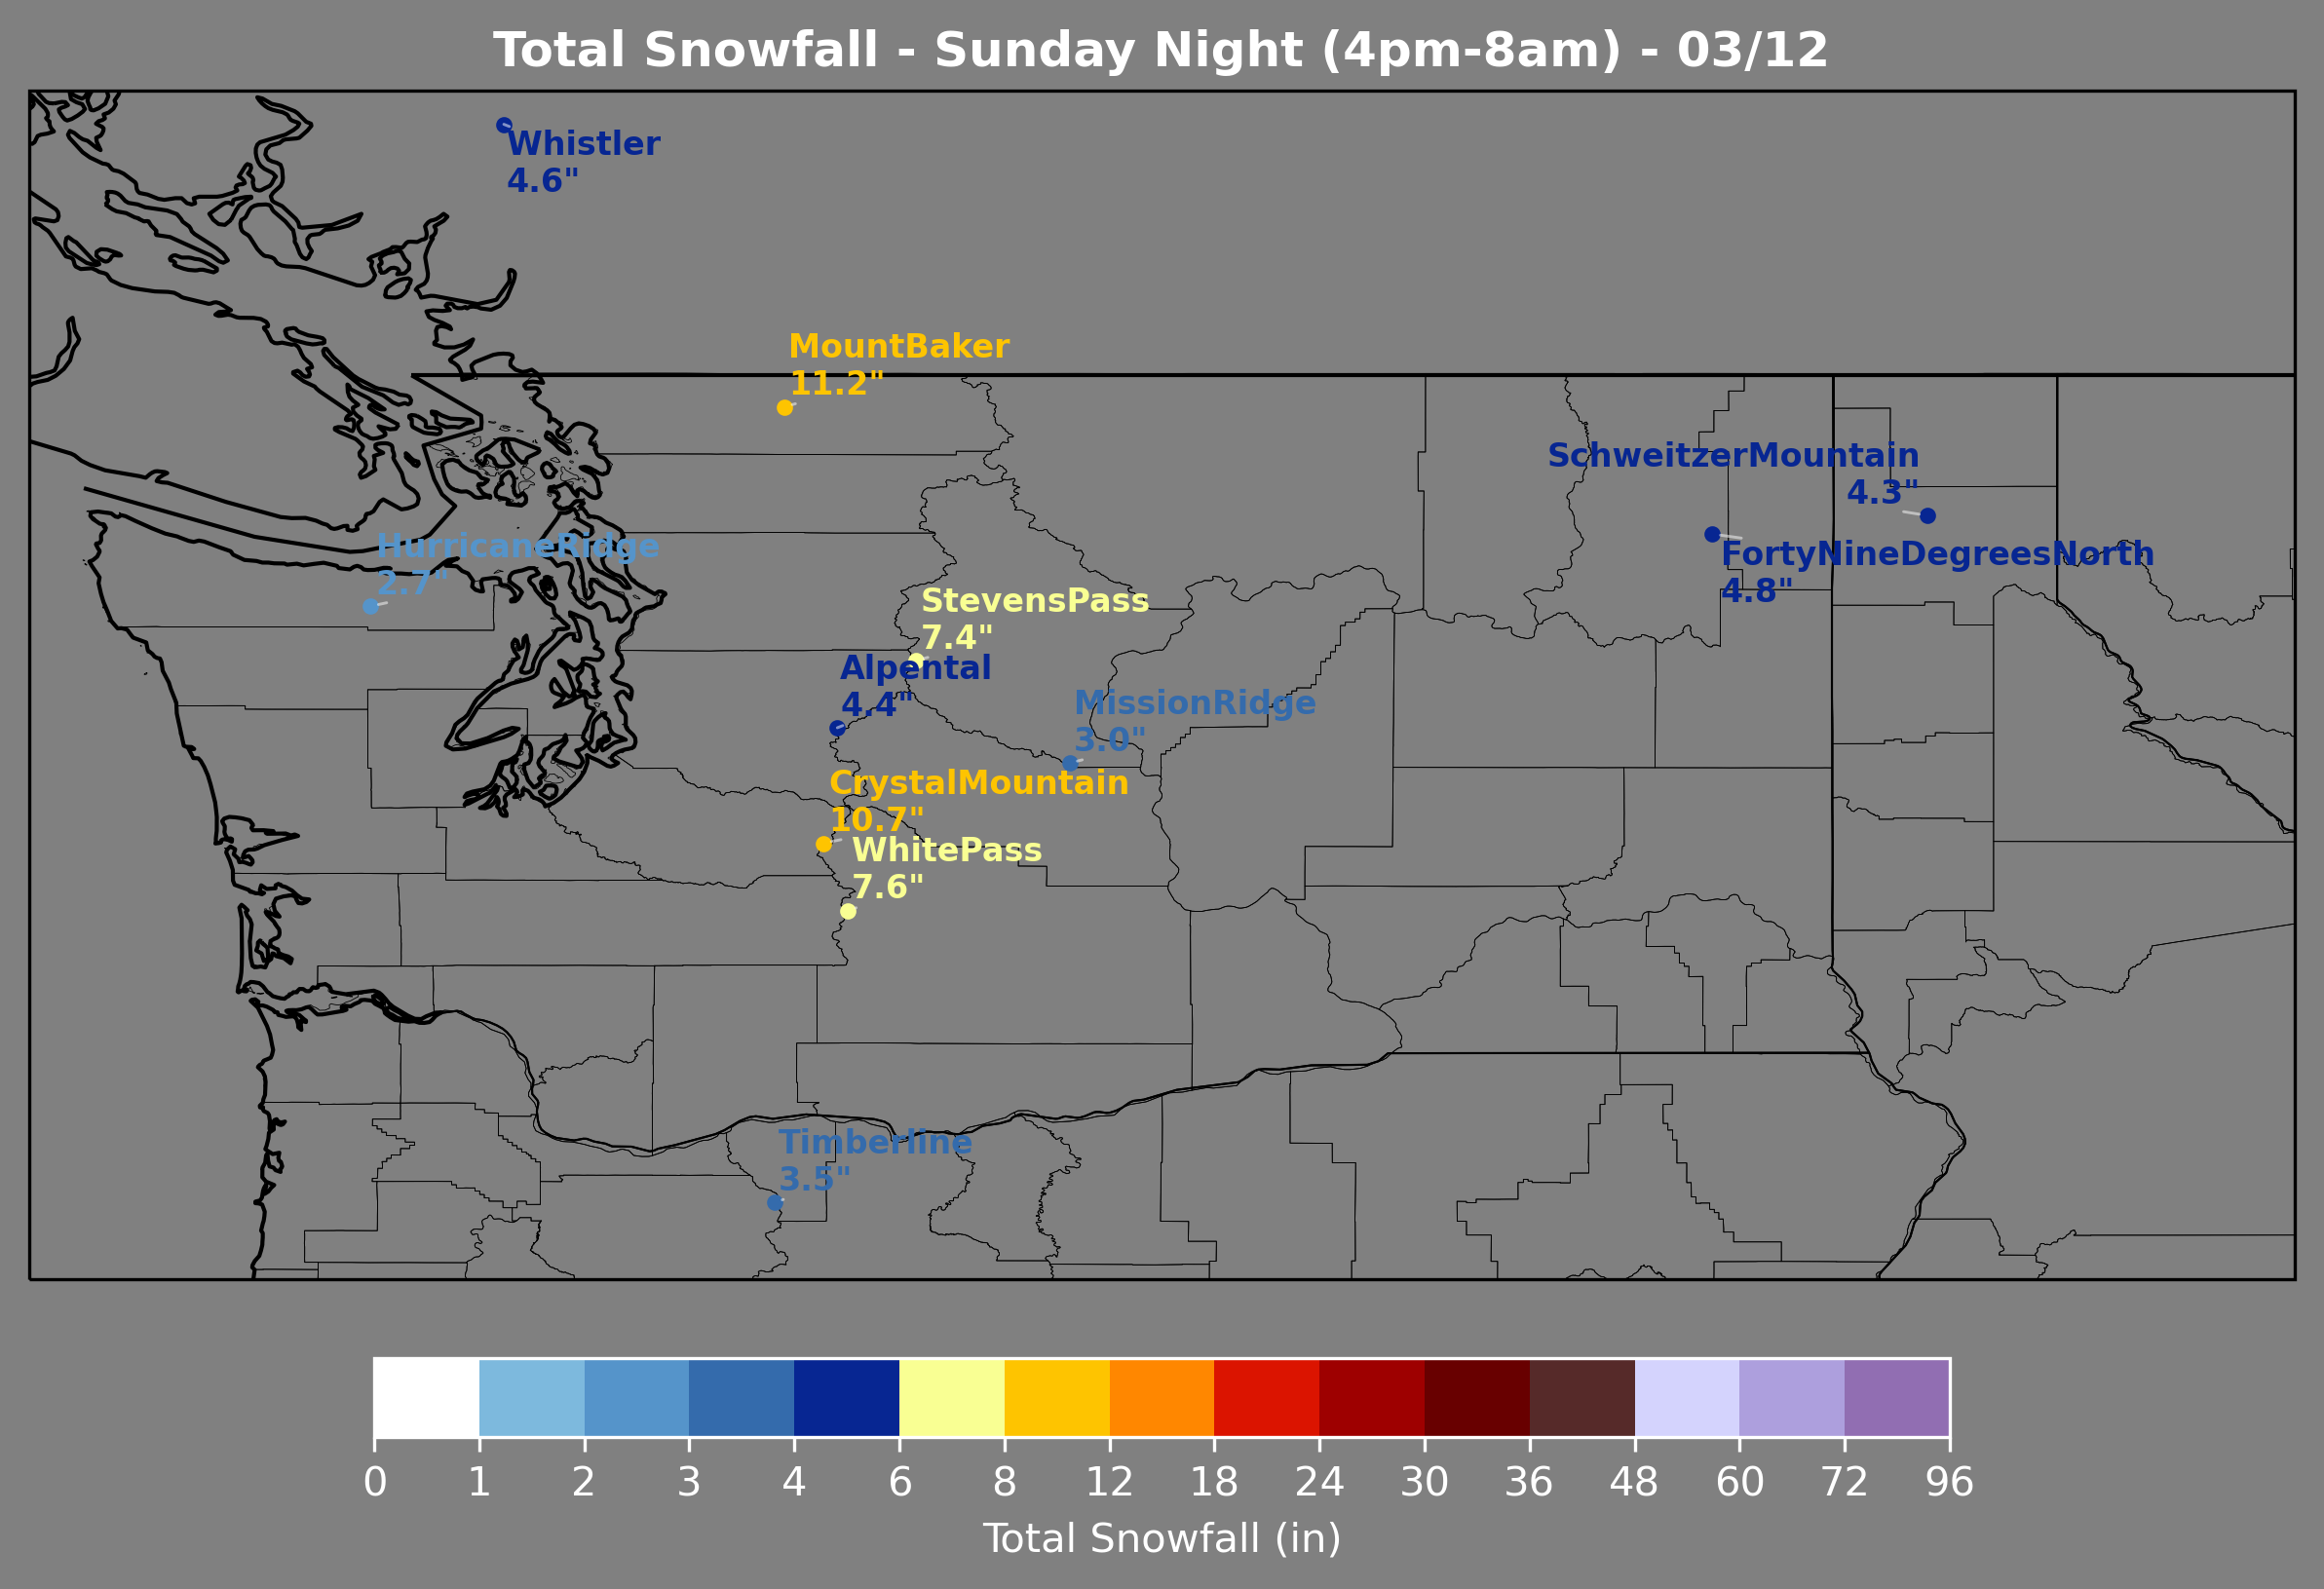 Total Snowfall - Sunday Night (4pm-8am) - 03/12
Whistler
4.6"
MountBaker
11.2"
SchweitzerMountain
4.3"
HurricaneRidge
2.7"
FortyNineDegreesNorth
4.8"
StevensPass
7.4"
Alpental
4.4"
MissionRidge
3.0"
CrystalMountain
10.7"
WhitePass
7.6"
Timberline
3.5"
0 1 2 3 4 6 8 12 18 24 30 36 48 60 72 96
Total Snowfall (in)